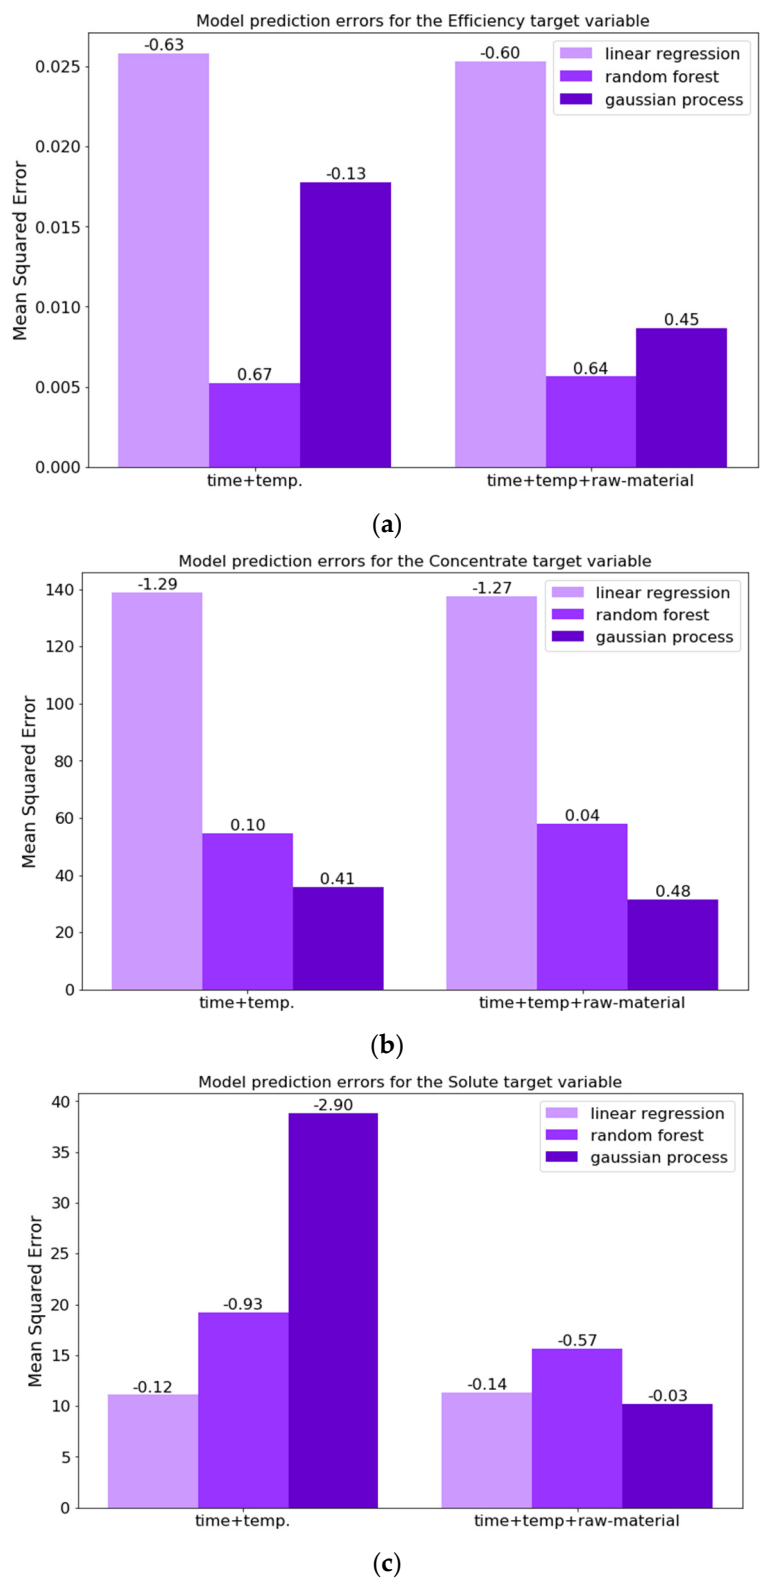 Model prediction errors for the Efficiency target variable
Mean Squared Error
0.025
0.020
0.015
0.010
0.005
0.000
-0.63
0.67
-0.13
-0.60
0.64
0.45
linear regression
random forest
gaussian process
time+temp.
time+temp+raw-material
(a)
Model prediction errors for the Concentrate target variable
Mean Squared Error
140
120
100
80
60
40
20
0
-1.29
0.10
0.41
-1.27
0.04
0.48
linear regression
random forest
gaussian process
time+temp.
time+temp+raw-material
(b)
Model prediction errors for the Solute target variable
Mean Squared Error
40
35
30
25
20
15
10
5
0
-0.12
-0.93
-2.90
-0.14
-0.57
-0.03
linear regression
random forest
gaussian process
time+temp.
time+temp+raw-material
(c)